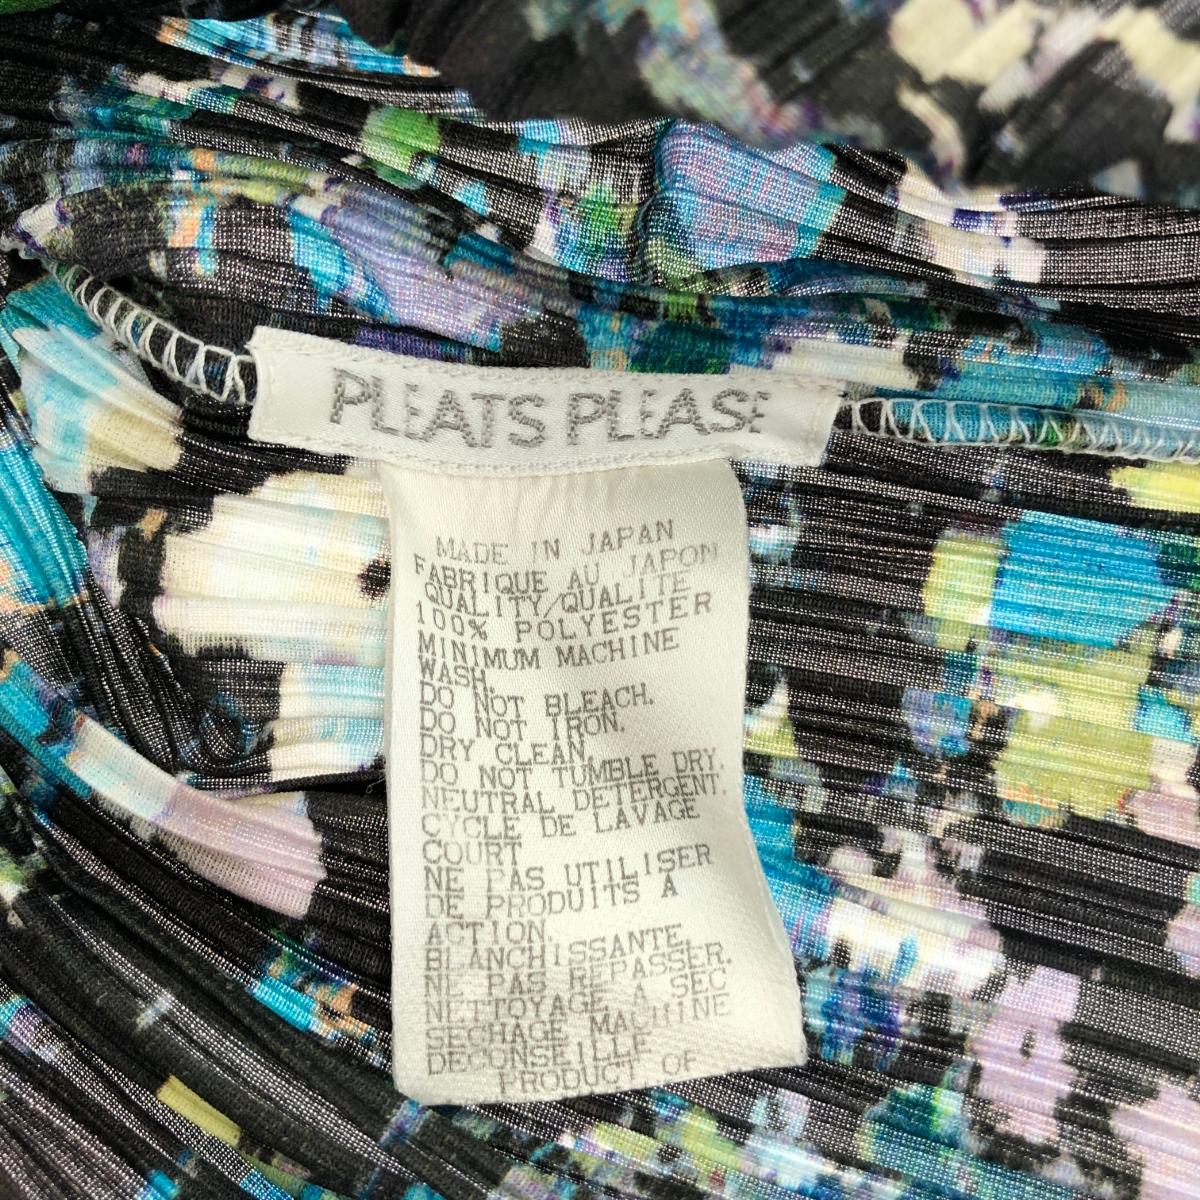 PLEATS PLEASE
MADE IN JAPAN
FABRIQUE AU JAPON
QUALITY/QUALITE
100% POLYESTER
MINIMUM MACHINE
WASH.
DO NOT BLEACH.
DO NOT IRON.
DRY CLEAN.
DO NOT TUMBLE DRY.
NEUTRAL DETERGENT.
CYCLE DE LAVAGE
COURT
NE PAS UTILISER
DE PRODUITS A
ACTION
BLANCHISSANTE.
NE PAS REPASSER.
NETTOYAGE A SEC
SECHAGE MACHINE
DECONSEILLE
PRODUCT OF